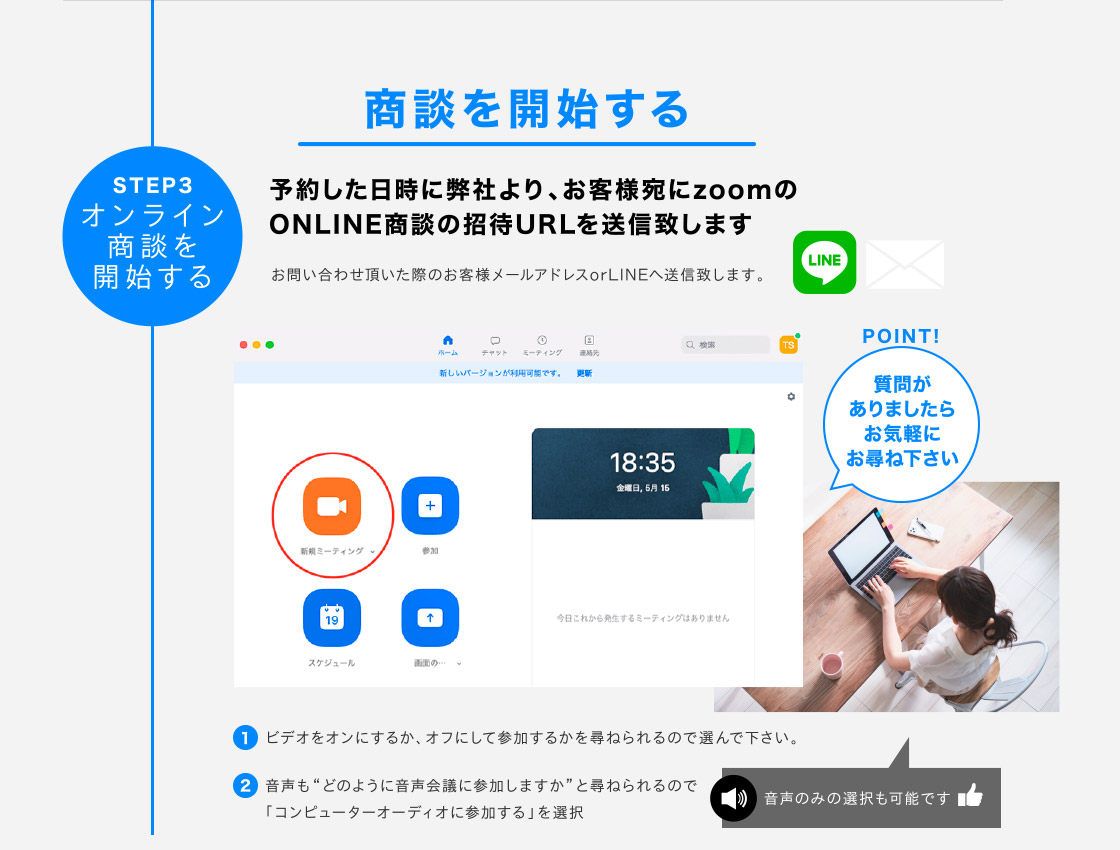 商談を開始する
STEP3
オンライン
商談を
開始する
予約した日時に弊社より、お客様宛にzoomの
ONLINE商談の招待URLを送信致します
お問い合わせ頂いた際のお客様メールアドレスorLINEへ送信致します。
LINE
ホーム
チャット
ミーティング
連絡先
検索
TS
新しいバージョンが利用可能です。 更新
POINT!
質問が
ありましたら
お気軽に
お尋ね下さい
18:35
金曜日, 5月 15
新規ミーティング
参加
19
スケジュール
画面の…
今日これから発生するミーティングはありません
1 ビデオをオンにするか、オフにして参加するかを尋ねられるので選んで下さい。
2 音声も“どのように音声会議に参加しますか”と尋ねられるので
「コンピューターオーディオに参加する」を選択
音声のみの選択も可能です